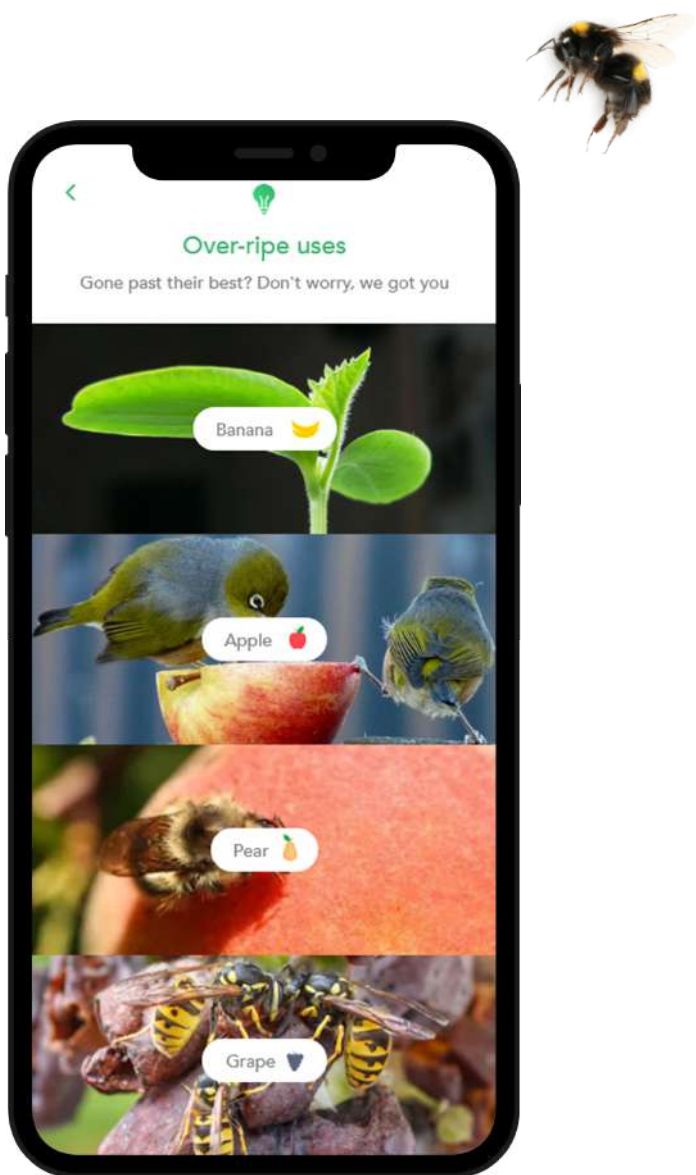 Over-ripe uses
Gone past their best? Don't worry, we got you
Banana
Apple
Pear
Grape